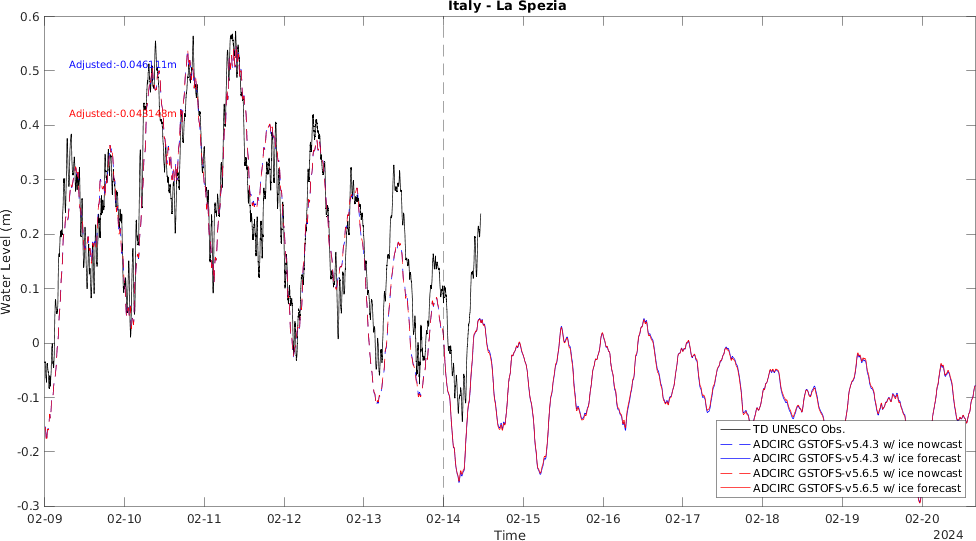 Italy - La Spezia
0.6
0.5
0.4
0.3
0.2
0.1
0
-0.1
-0.2
-0.3
Water Level (m)
Adjusted:-0.046111m
TD UNESCO Obs.
ADCIRC GSTOFS-v5.4.3 w/ ice nowcast
ADCIRC GSTOFS-v5.4.3 w/ ice forecast
ADCIRC GSTOFS-v5.6.5 w/ ice nowcast
ADCIRC GSTOFS-v5.6.5 w/ ice forecast
02-09 02-10 02-11 02-12 02-13 02-14 02-15 02-16 02-17 02-18 02-19 02-20
Time
2024